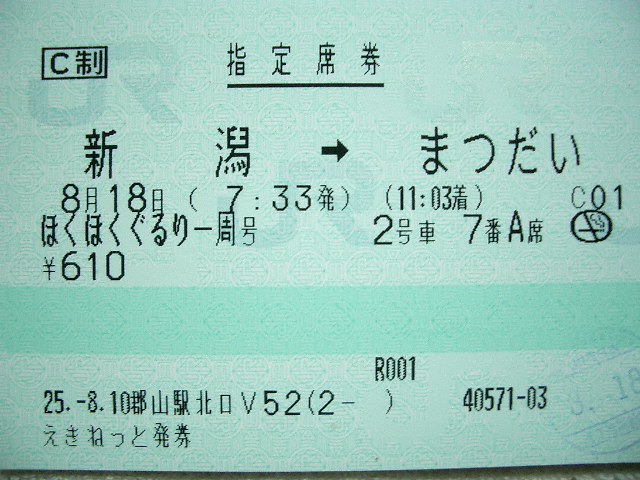 C制 指定席券
新潟 → まつだい
8月18日 ( 7:33発) (11:03着) C01
ほくほくぐるり一周号 2号車 7番A席
¥610
R001
25.-8.10郡山駅北口V52(2- ) 40571-03
えきねっと発券